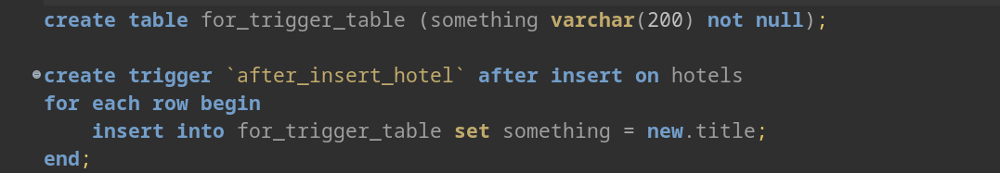 create table for_trigger_table (something varchar(200) not null);
create trigger `after_insert_hotel` after insert on hotels
for each row begin
insert into for_trigger_table set something = new.title;
end;